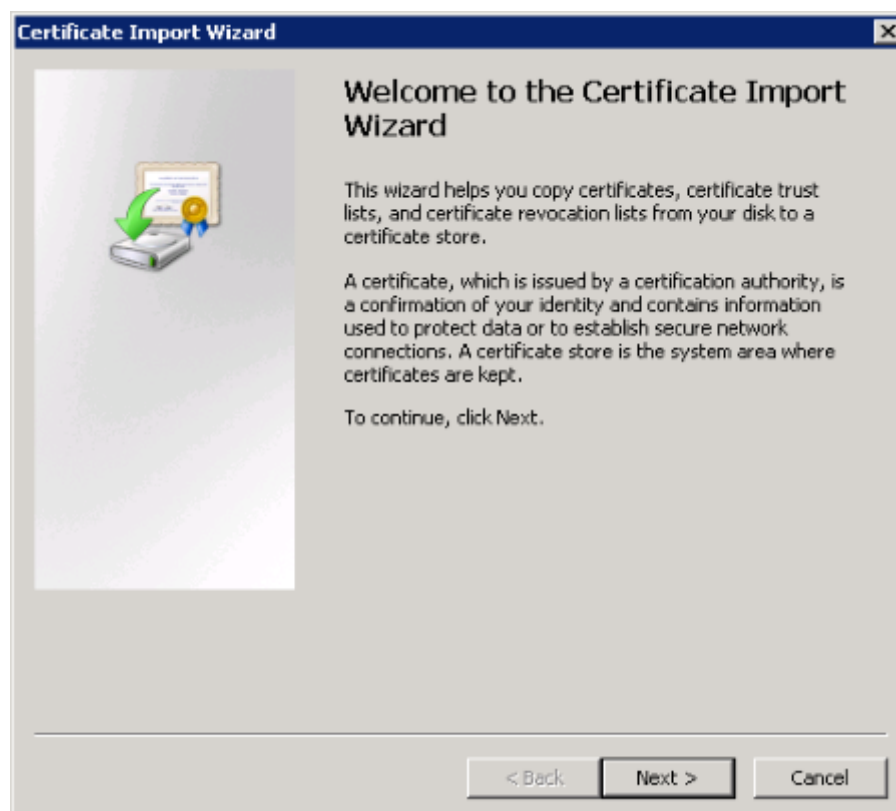 Certificate Import Wizard
Welcome to the Certificate Import
Wizard
This wizard helps you copy certificates, certificate trust
lists, and certificate revocation lists from your disk to a
certificate store.
A certificate, which is issued by a certification authority, is
a confirmation of your identity and contains information
used to protect data or to establish secure network
connections. A certificate store is the system area where
certificates are kept.
To continue, click Next.
< Back
Next >
Cancel